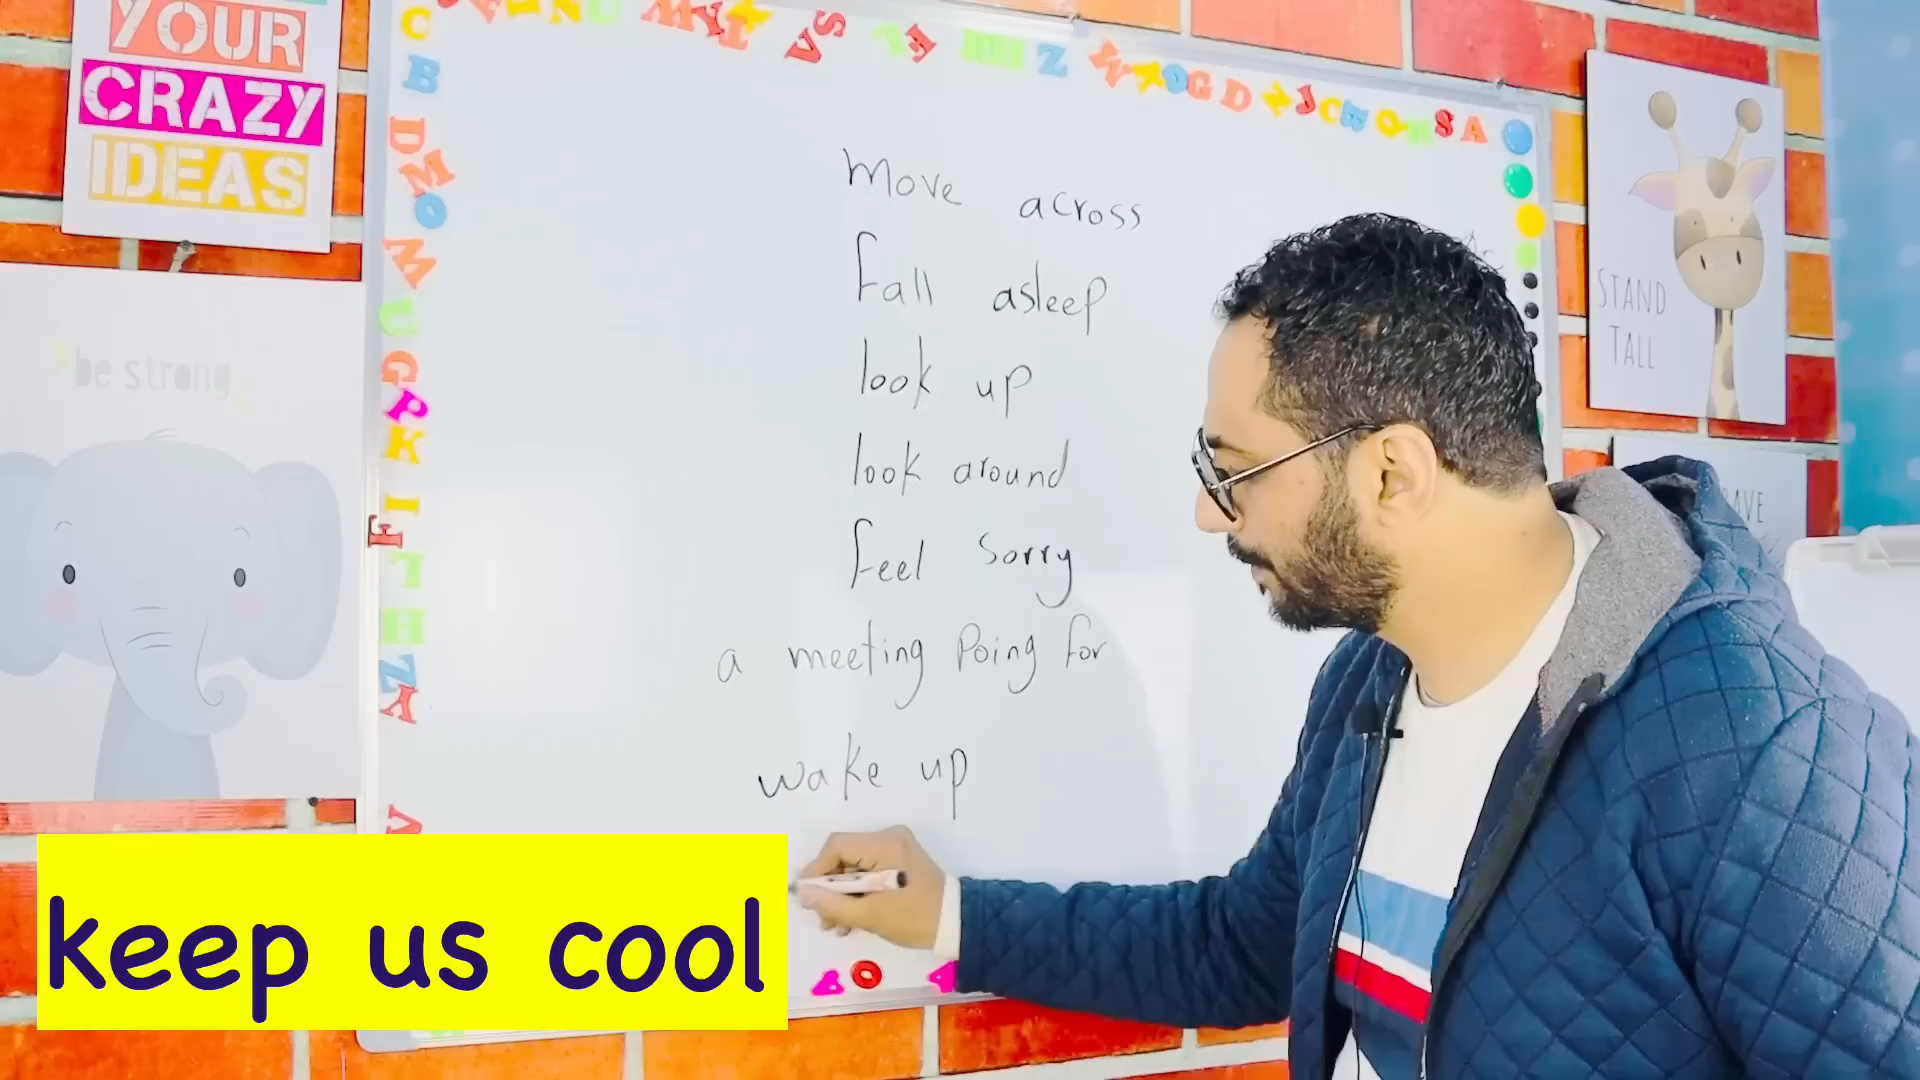 YOUR
CRAZY
IDEAS
be strong
move across
fall asleep
look up
look around
feel sorry
a meeting poing for
wake up
keep us cool
STAND
TALL